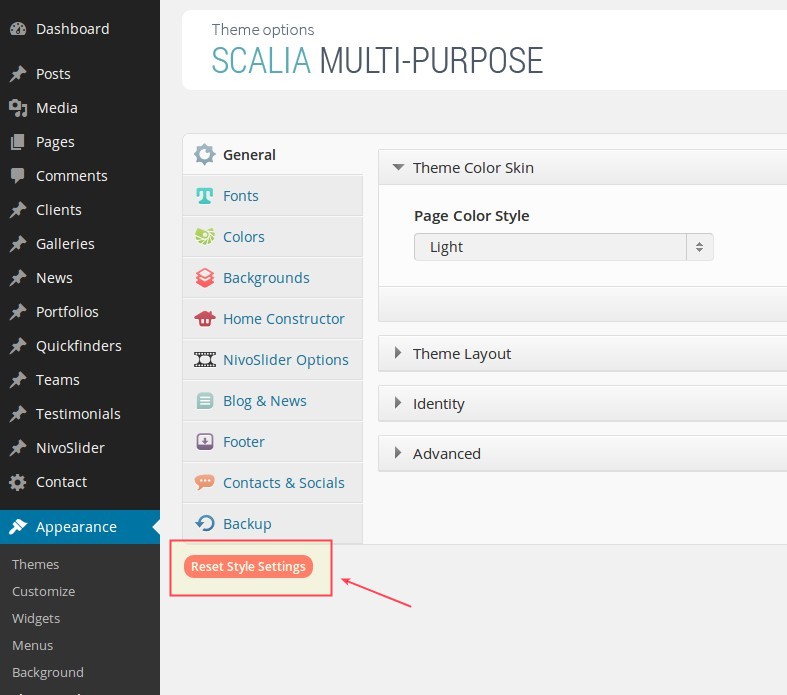 Dashboard
Posts
Media
Pages
Comments
Clients
Galleries
News
Portfolios
Quickfinders
Teams
Testimonials
NivoSlider
Contact
Appearance
Themes
Customize
Widgets
Menus
Background
Theme options
SCALIA MULTI-PURPOSE
General
Fonts
Colors
Backgrounds
Home Constructor
NivoSlider Options
Blog & News
Footer
Contacts & Socials
Backup
Reset Style Settings
Theme Color Skin
Page Color Style
Light
Theme Layout
Identity
Advanced